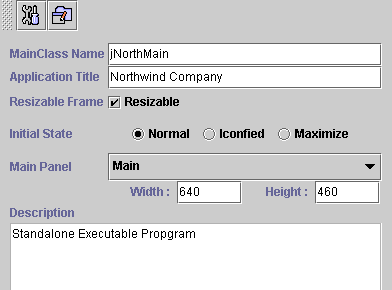 MainClass Name jNorthMain
Application Title Northwind Company
Resizable Frame Resizable
Initial State Normal Iconfied Maximize
Main Panel Main
Width : 640 Height : 460
Description
Standalone Executable Propgram